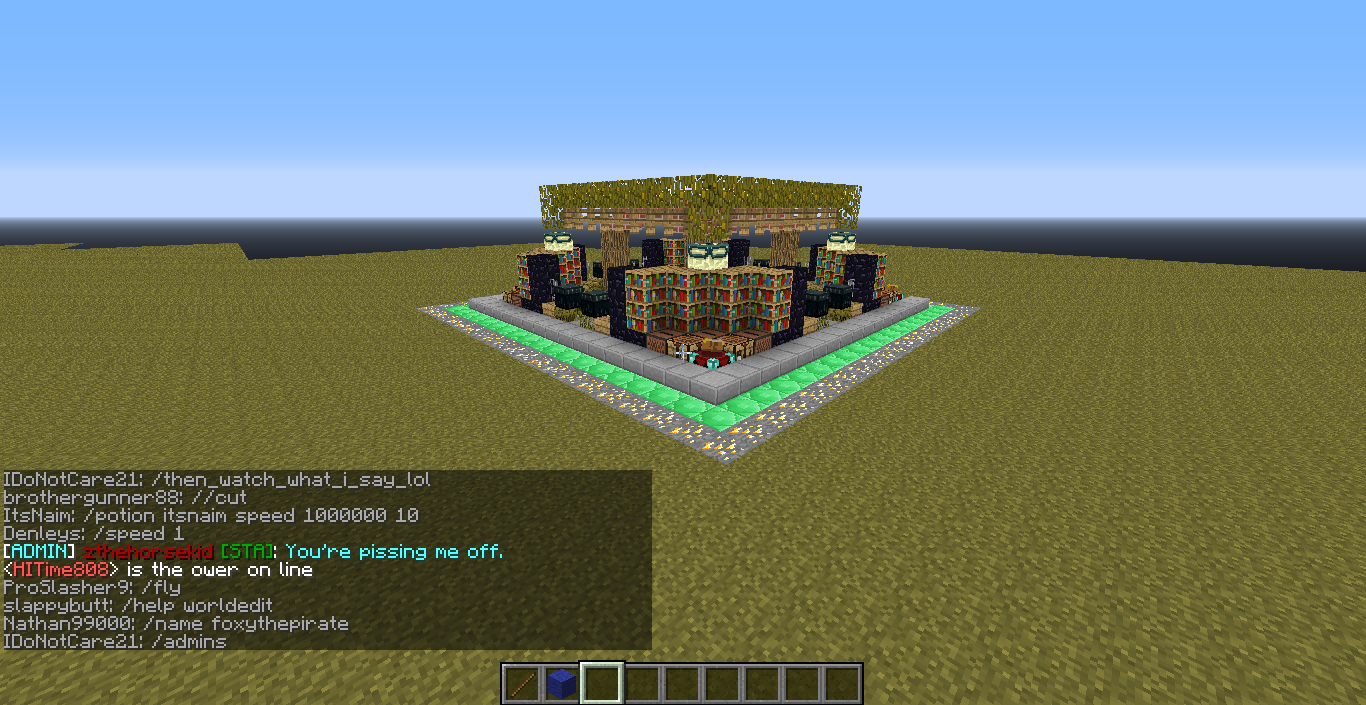 IDoNotCare21: /then_watch_what_i_say_lol
brothergunner88: //cut
ItsNaim: /potion itsnaim speed 1000000 10
Denleys: /speed 1
[ADMIN] zthehorsekid [STA]: You're pissing me off.
<HITime808> is the ower on line
ProSlasher9: /fly
slappybutt: /help worldedit
Nathan99000: /name foxythepirate
IDoNotCare21: /admins